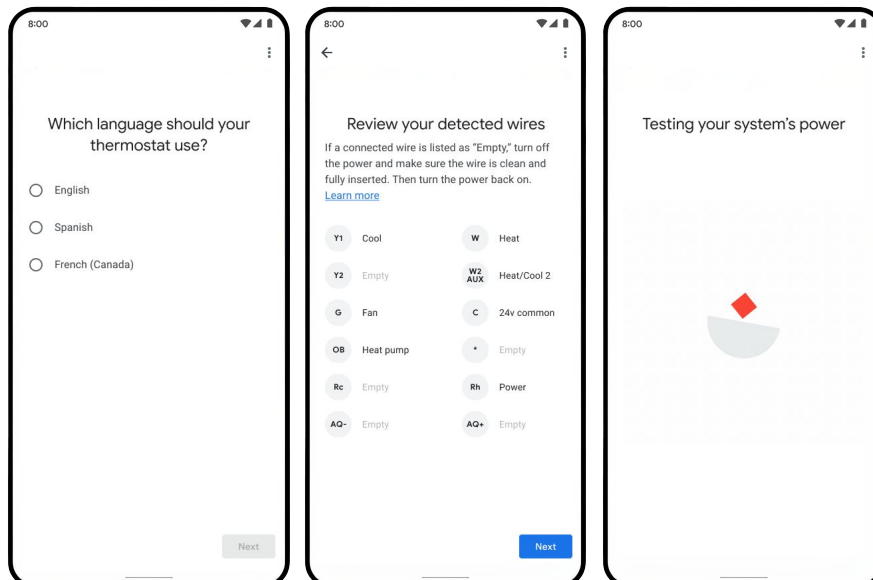 8:00
Which language should your
thermostat use?
English
Spanish
French (Canada)
Next
8:00
Review your detected wires
If a connected wire is listed as “Empty,” turn off
the power and make sure the wire is clean and
fully inserted. Then turn the power back on.
Learn more
Y1 Cool
W Heat
Y2 Empty
W2
AUX Heat/Cool 2
G Fan
C 24v common
OB Heat pump
* Empty
Rc Empty
Rh Power
AQ- Empty
AQ+ Empty
Next
8:00
Testing your system’s power